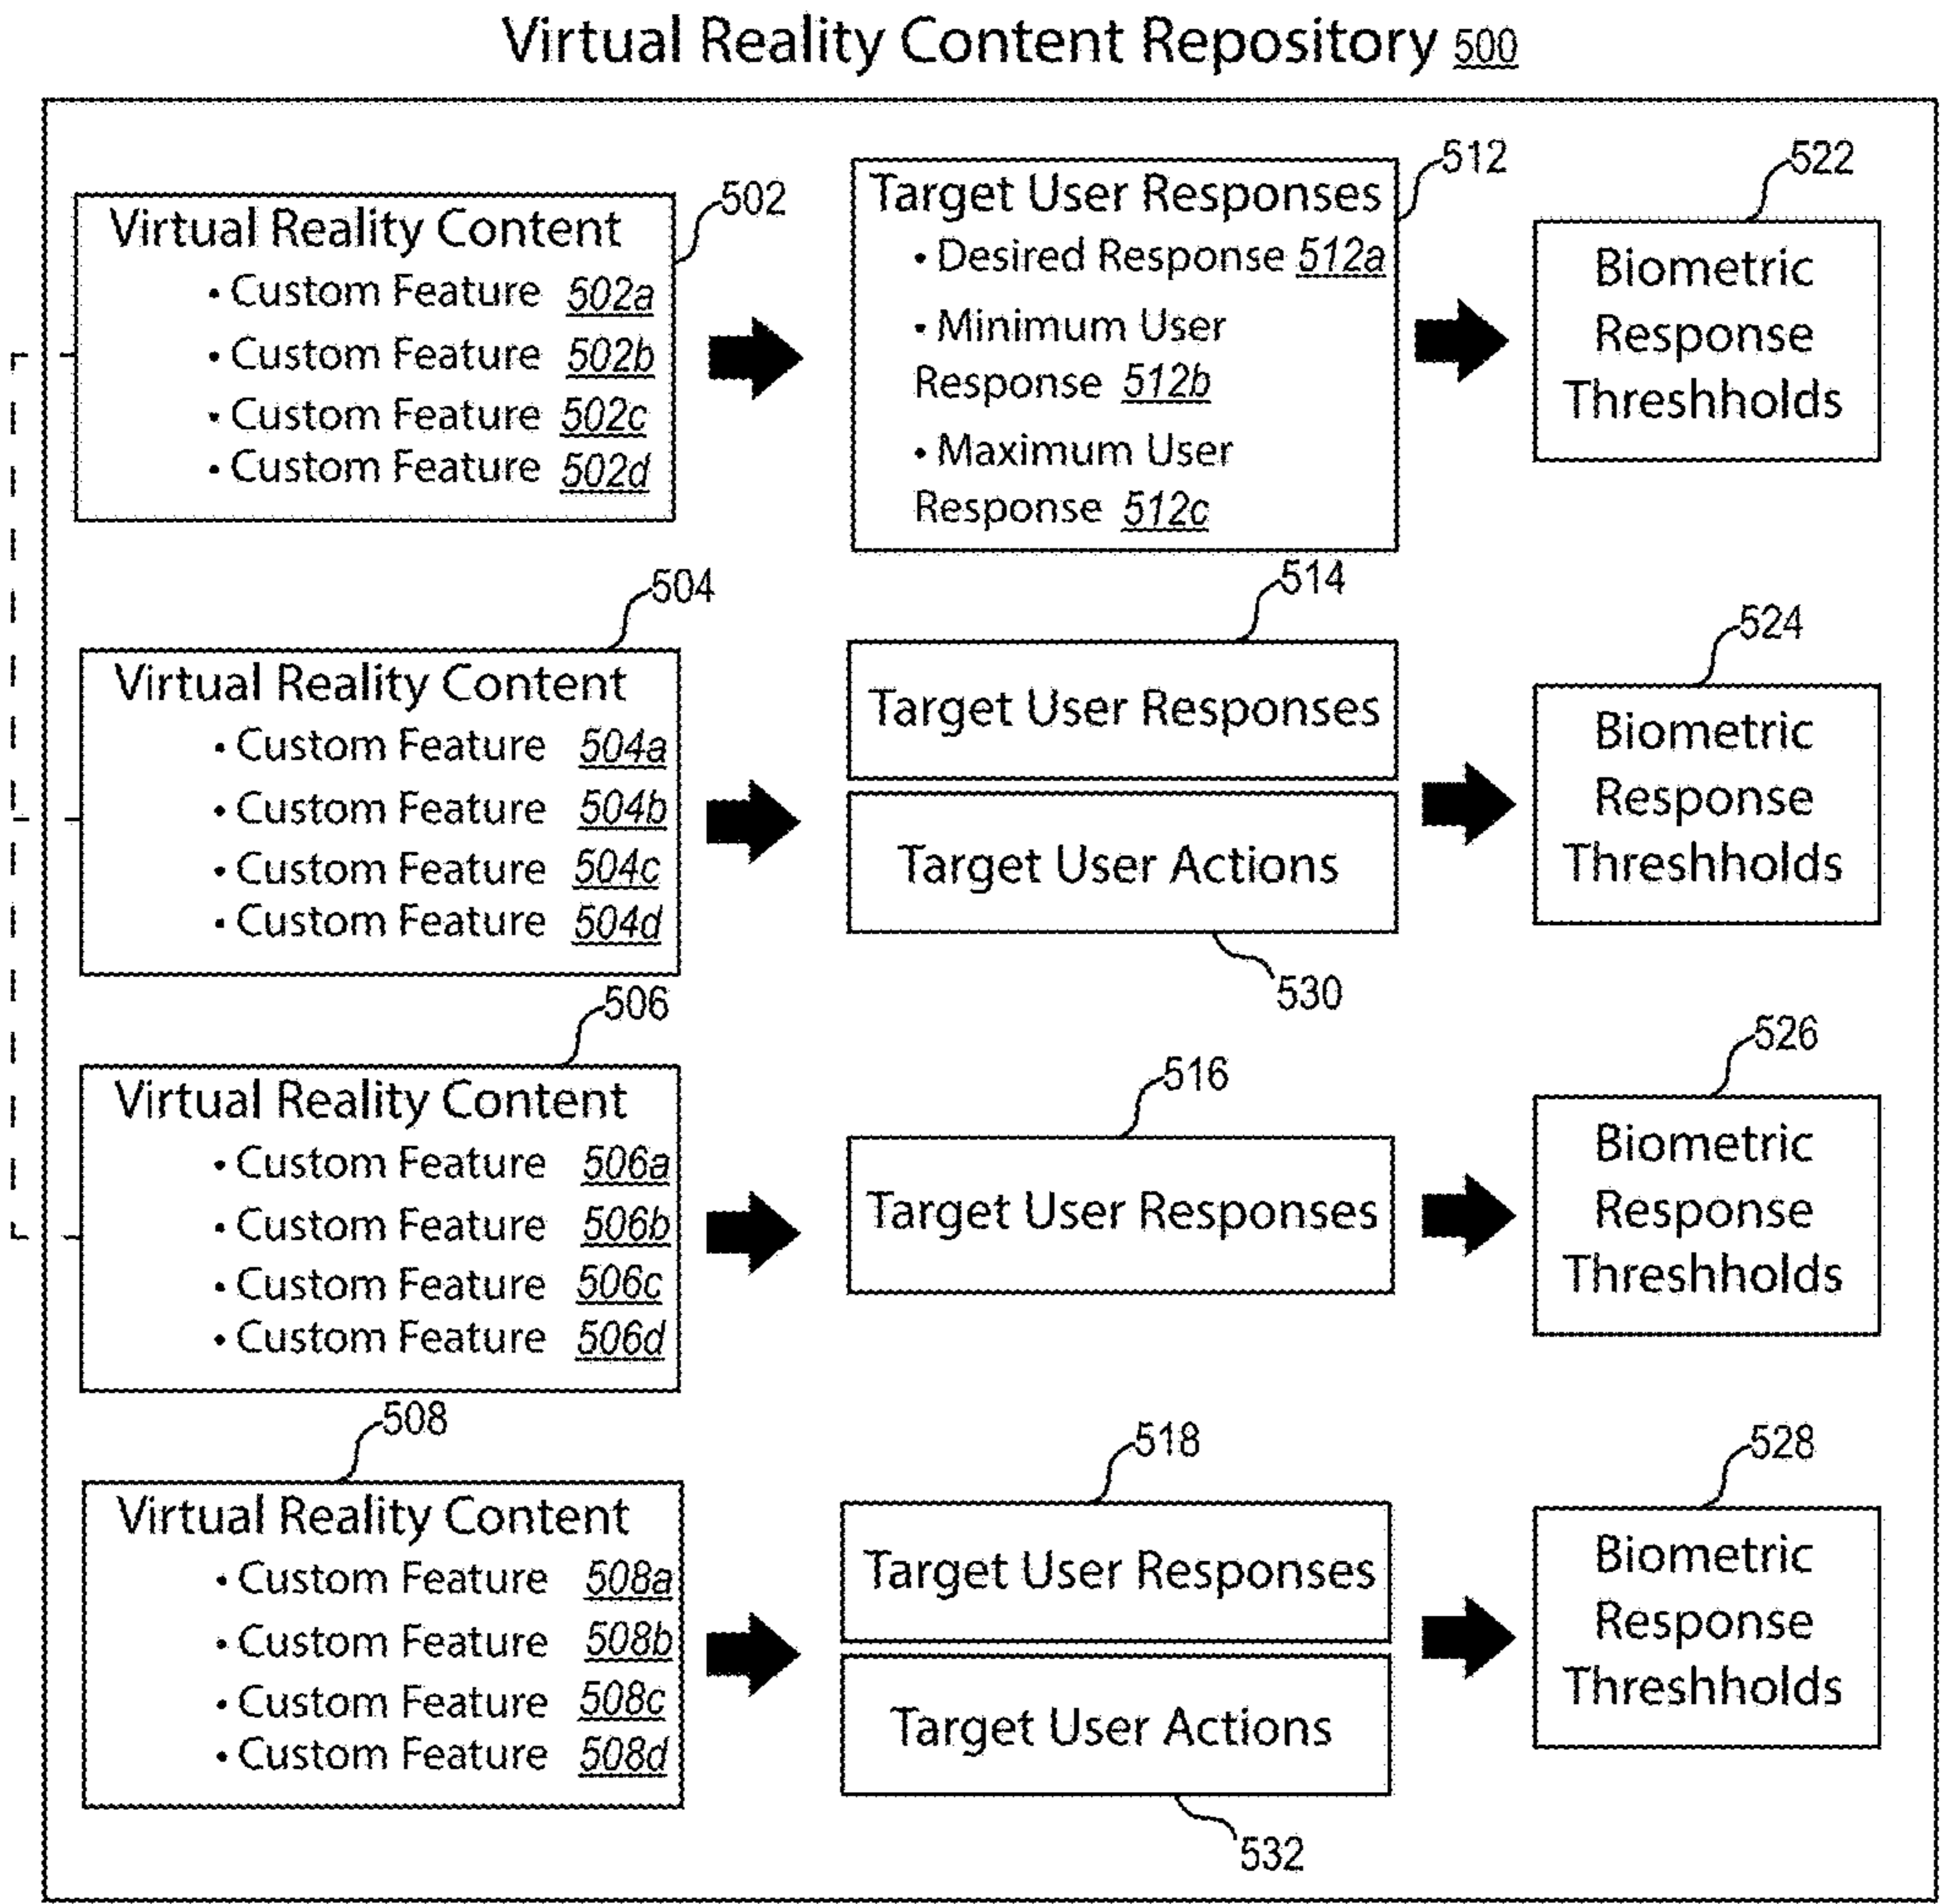 Virtual Reality Content Repository 500
502
Virtual Reality Content
• Custom Feature 502a
• Custom Feature 502b
• Custom Feature 502c
• Custom Feature 502d
512
Target User Responses
• Desired Response 512a
• Minimum User
Response 512b
• Maximum User
Response 512c
522
Biometric
Response
Threshholds
504
Virtual Reality Content
• Custom Feature 504a
• Custom Feature 504b
• Custom Feature 504c
• Custom Feature 504d
514
Target User Responses
Target User Actions
530
524
Biometric
Response
Threshholds
506
Virtual Reality Content
• Custom Feature 506a
• Custom Feature 506b
• Custom Feature 506c
• Custom Feature 506d
516
Target User Responses
526
Biometric
Response
Threshholds
508
Virtual Reality Content
• Custom Feature 508a
• Custom Feature 508b
• Custom Feature 508c
• Custom Feature 508d
518
Target User Responses
Target User Actions
532
528
Biometric
Response
Threshholds